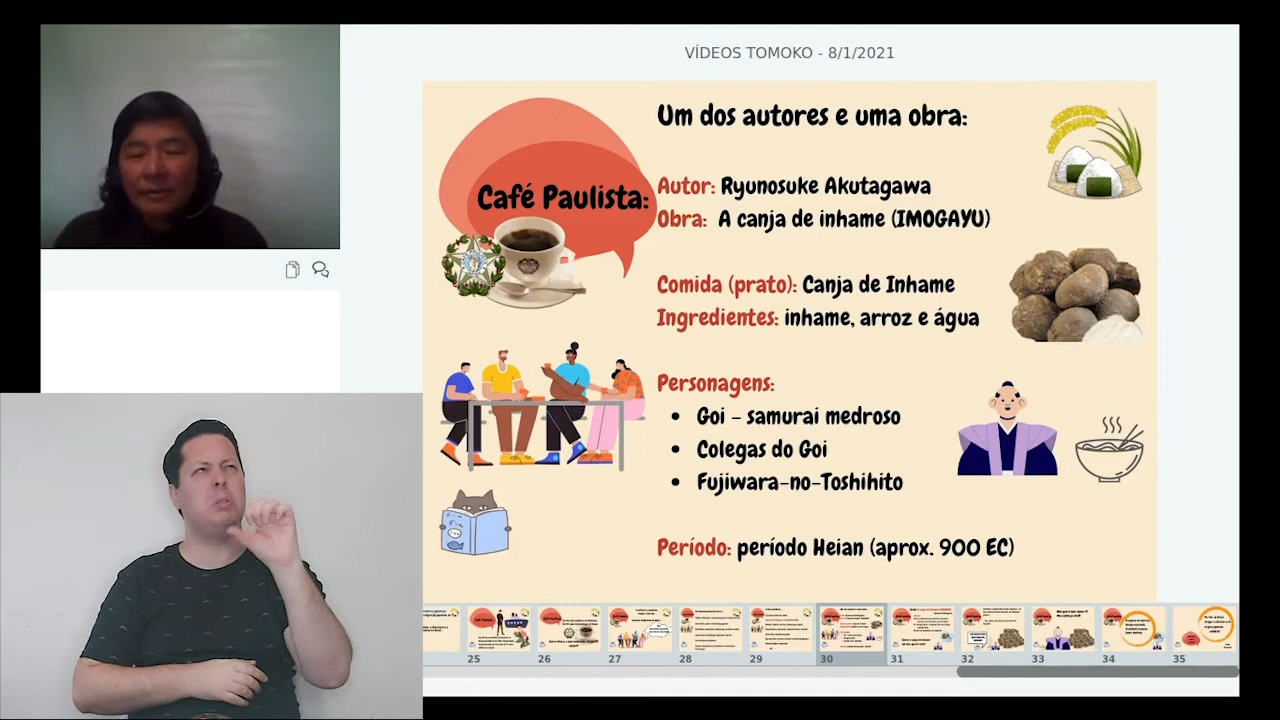 VÍDEOS TOMOKO - 8/1/2021
Café Paulista:
Um dos autores e uma obra:
Autor: Ryunosuke Akutagawa
Obra: A canja de inhame (IMOGAYU)
Comida (prato): Canja de Inhame
Ingredientes: inhame, arroz e água
Personagens:
• Goi - samurai medroso
• Colegas do Goi
• Fujiwara-no-Toshihito
Período: período Heian (aprox. 900 EC)
25 26 27 28 29 30 31 32 33 34 35